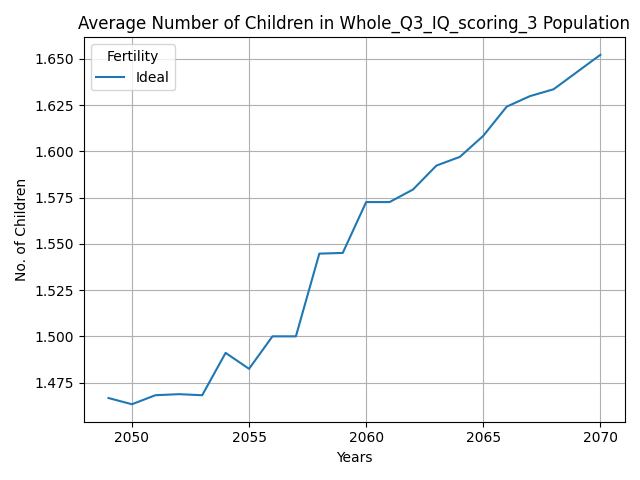 Average Number of Children in Whole_Q3_IQ_scoring_3 Population
Fertility
Ideal
No. of Children
1.650
1.625
1.600
1.575
1.550
1.525
1.500
1.475
2050 2055 2060 2065 2070
Years